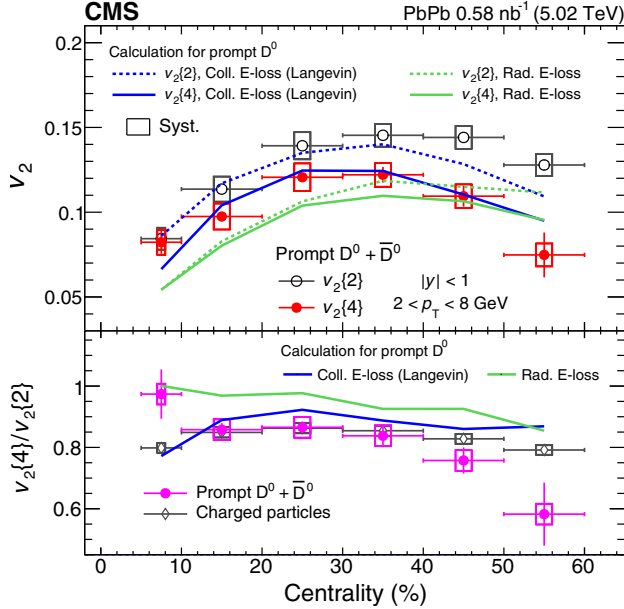 CMS PbPb 0.58 nb⁻¹ (5.02 TeV)
0.2
Calculation for prompt D⁰
v₂{2}, Coll. E-loss (Langevin) v₂{2}, Rad. E-loss
v₂{4}, Coll. E-loss (Langevin) v₂{4}, Rad. E-loss
Syst.
0.15
v₂
0.1
Prompt D⁰ + D̅⁰
v₂{2} |y| < 1
v₂{4} 2 < p_T < 8 GeV
0.05
Calculation for prompt D⁰
Coll. E-loss (Langevin) Rad. E-loss
1
v₂{4}/v₂{2}
0.8
Prompt D⁰ + D̅⁰
Charged particles
0.6
0 10 20 30 40 50 60
Centrality (%)